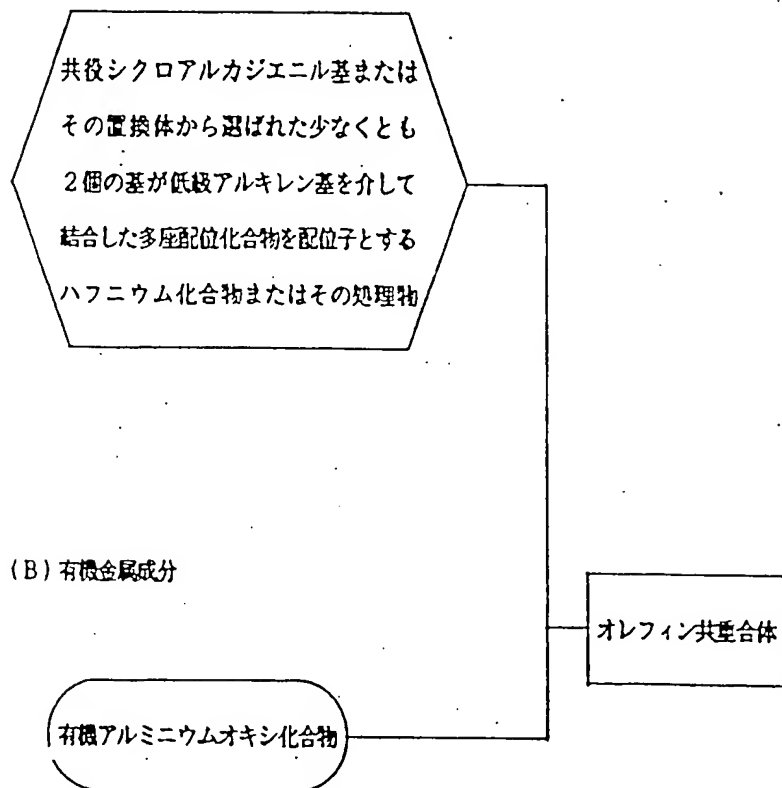 共役シクロアルカジエニル基または
その置換体から選ばれた少なくとも
2個の基が低級アルキレン基を介して
結合した多座配位化合物を配位子とする
ハフニウム化合物またはその処理物
(B)有機金属成分
オレフィン共重合体
有機アルミニウムオキシ化合物